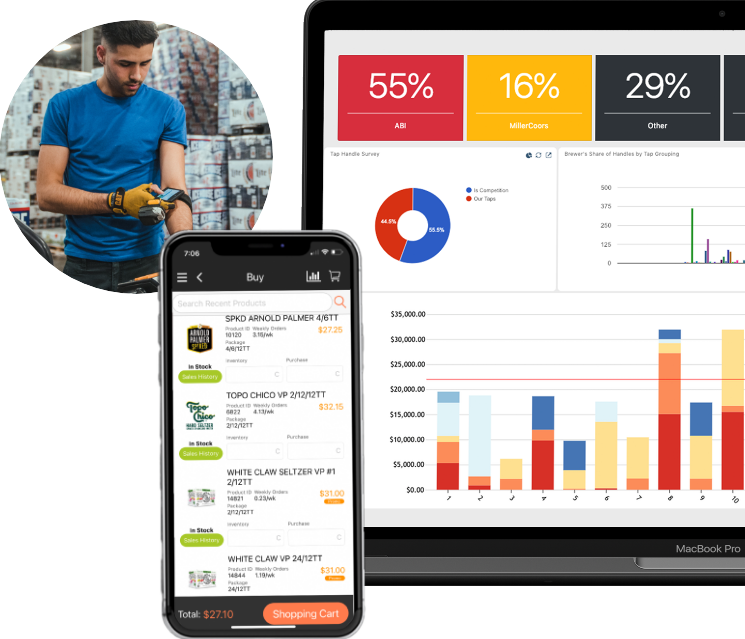 55%
ABI
16%
MillerCoors
29%
Other
Tap Handle Survey
Is Competition
Our Taps
44.5%
55.5%
Brewer's Share of Handles by Tap Grouping
500
375
250
125
0
$35,000.00
$30,000.00
$25,000.00
$20,000.00
$15,000.00
$10,000.00
$5,000.00
$0.00
1 2 3 4 5 6 7 8 9 10
MacBook Pro
7:06
Buy
Search Recent Products
SPKD ARNOLD PALMER 4/6TT
Product ID Weekly Orders
10120 3.16/wk
$27.25
Package
4/6/12TT
ARNOLD
PALMER
SPIKED
In Stock
Sales History
Inventory Purchase
C C
TOPO CHICO VP 2/12/12TT
Product ID Weekly Orders
6822 4.13/wk
$32.15
Package
2/12/12TT
Topo
Chico
HARD SELTZER
In Stock
Sales History
Inventory Purchase
C C
WHITE CLAW SELTZER VP #1
2/12TT
Product ID Weekly Orders
14821 0.23/wk
$31.00
Package
2/12/12TT
In Stock
Sales History
Inventory Purchase
C C
WHITE CLAW VP 24/12TT
Product ID Weekly Orders
14844 1.19/wk
$31.00
Package
24/12TT
Total: $27.10
Shopping Cart